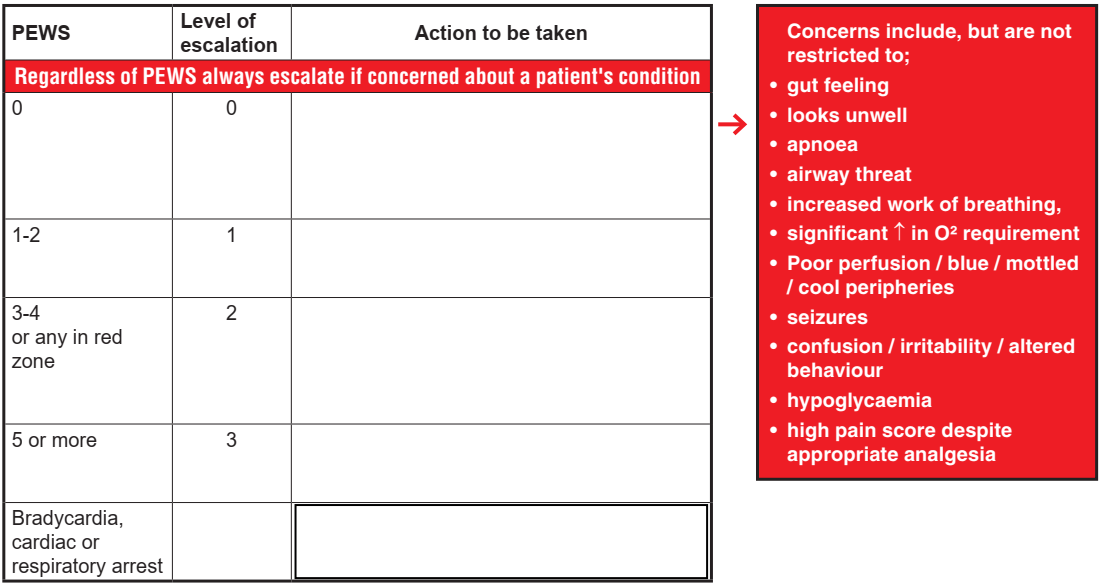 PEWS
Level of
escalation
Action to be taken
Regardless of PEWS always escalate if concerned about a patient's condition
0
0
1-2
1
3-4
or any in red
zone
2
5 or more
3
Bradycardia,
cardiac or
respiratory arrest
→
Concerns include, but are not
restricted to;
• gut feeling
• looks unwell
• apnoea
• airway threat
• increased work of breathing,
• significant ↑ in O² requirement
• Poor perfusion / blue / mottled
/ cool peripheries
• seizures
• confusion / irritability / altered
behaviour
• hypoglycaemia
• high pain score despite
appropriate analgesia